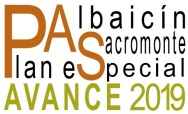 PAS
Albaicín
Sacromonte
Plan eSpecial
AVANCE 2019